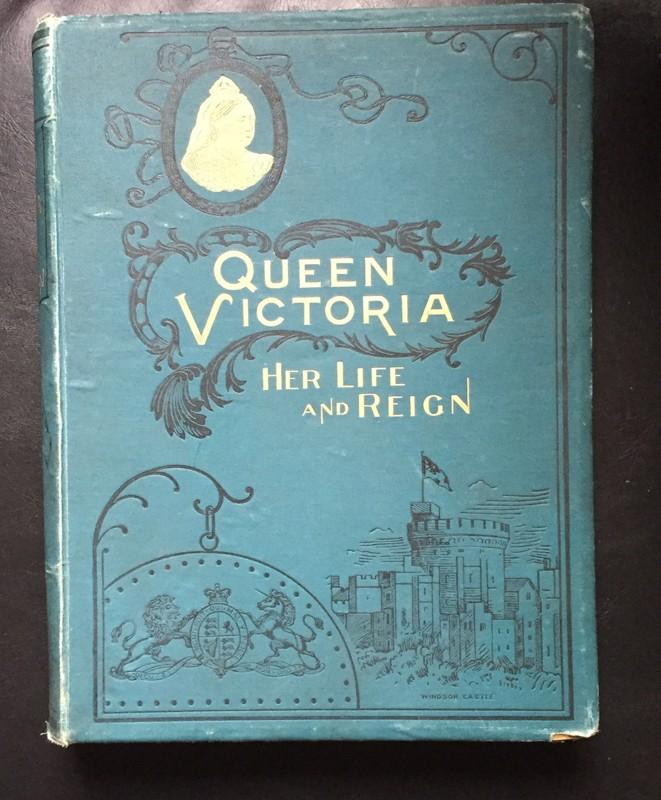 QUEEN
VICTORIA
HER LIFE
AND REIGN
WINDSOR CASTLE